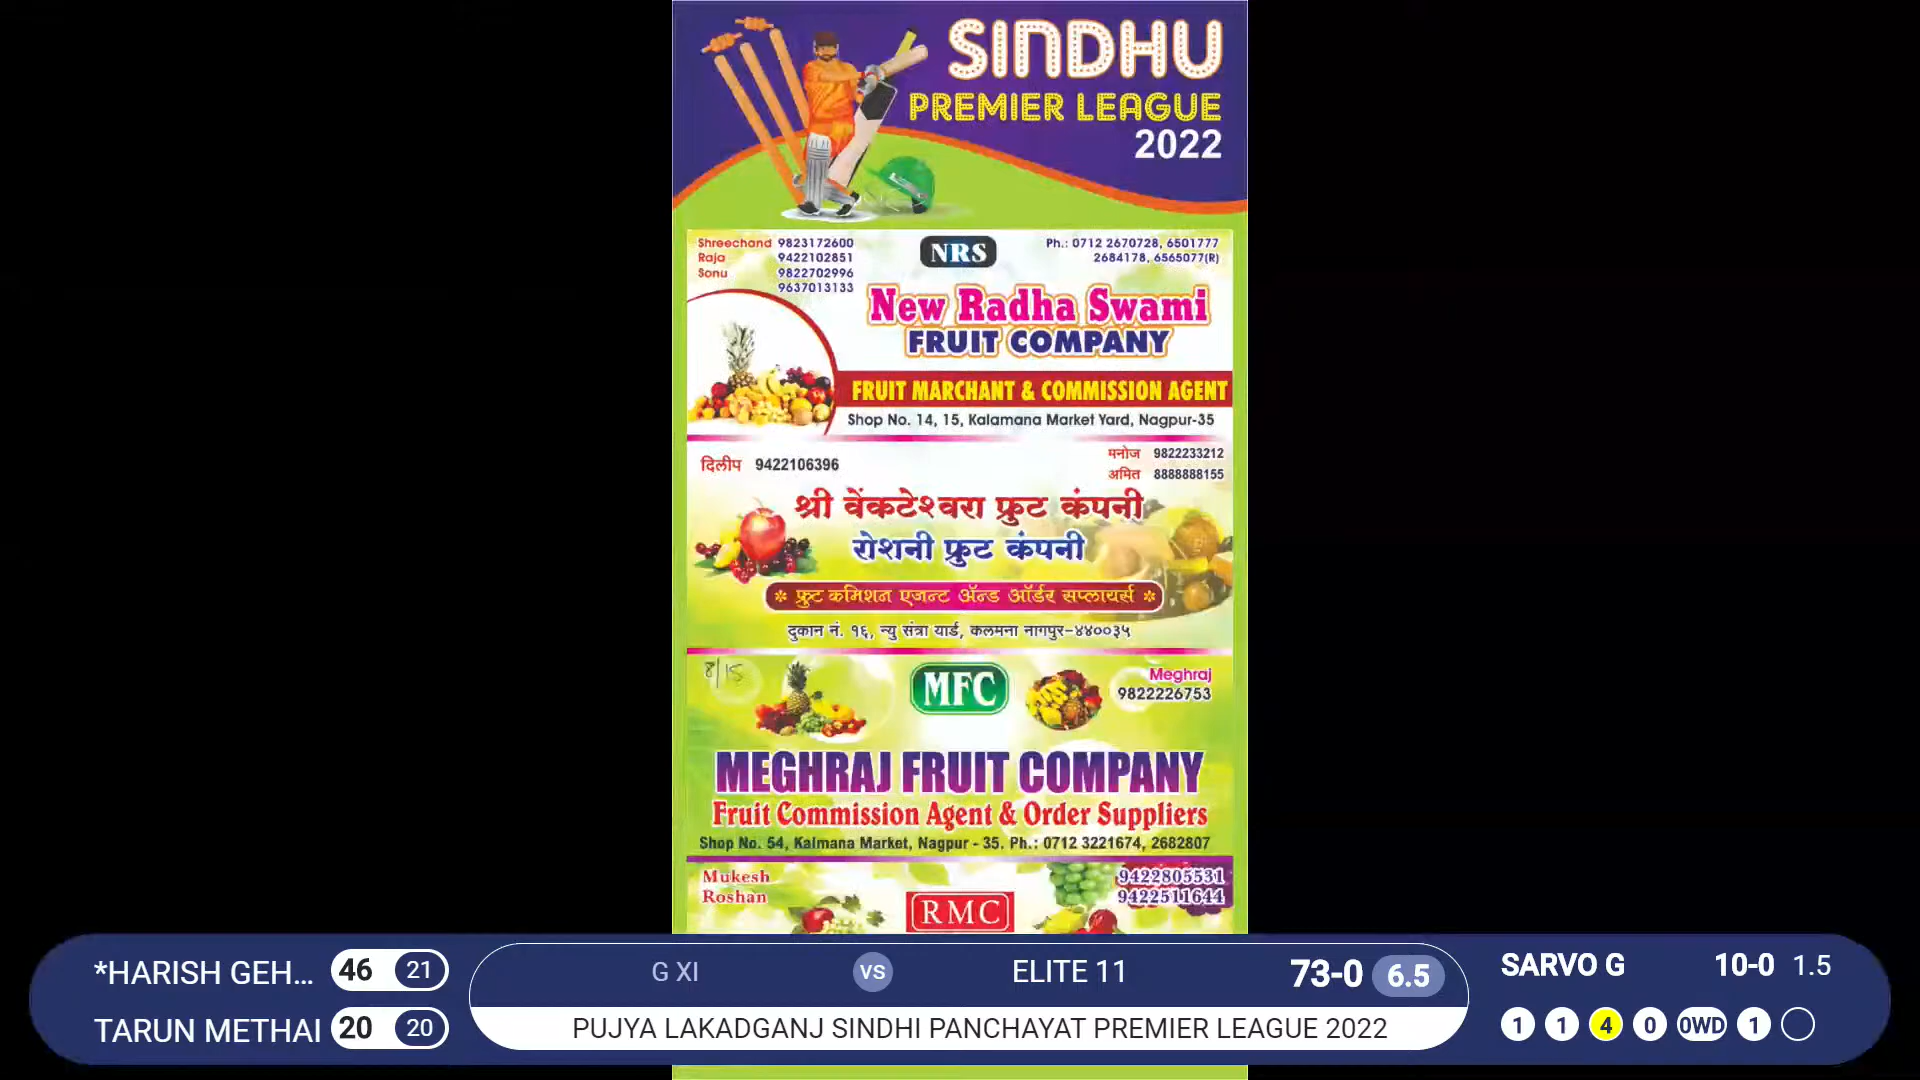 SINDHU
PREMIER LEAGUE
2022
Shreechand 9823172600
Raja 9422102851
Sonu 9822702996
9637013133
NRS
Ph.: 0712 2670728, 6501777
2684178, 6565077(R)
New Radha Swami
FRUIT COMPANY
FRUIT MARCHANT & COMMISSION AGENT
Shop No. 14, 15, Kalamana Market Yard, Nagpur-35
दिलीप 9422106396
मनोज 9822233212
अमित 8888888155
श्री वेंकटेश्वरा फ्रुट कंपनी
रोशनी फ्रुट कंपनी
* फ्रुट कमिशन एजन्ट ॲन्ड ऑर्डर सप्लायर्स *
दुकान नं. १६, न्यु संत्रा यार्ड, कलमना नागपुर-४४००३५
8/15
MFC
Meghraj
9822226753
MEGHRAJ FRUIT COMPANY
Fruit Commission Agent & Order Suppliers
Shop No. 54, Kalmana Market, Nagpur - 35. Ph.: 0712 3221674, 2682807
Mukesh 9422805531
Roshan 9422511644
RMC
*HARISH GEH... 46 21
TARUN METHAI 20 20
G XI VS ELITE 11 73-0 6.5
PUJYA LAKADGANJ SINDHI PANCHAYAT PREMIER LEAGUE 2022
SARVO G 10-0 1.5
1 1 4 0 0WD 1